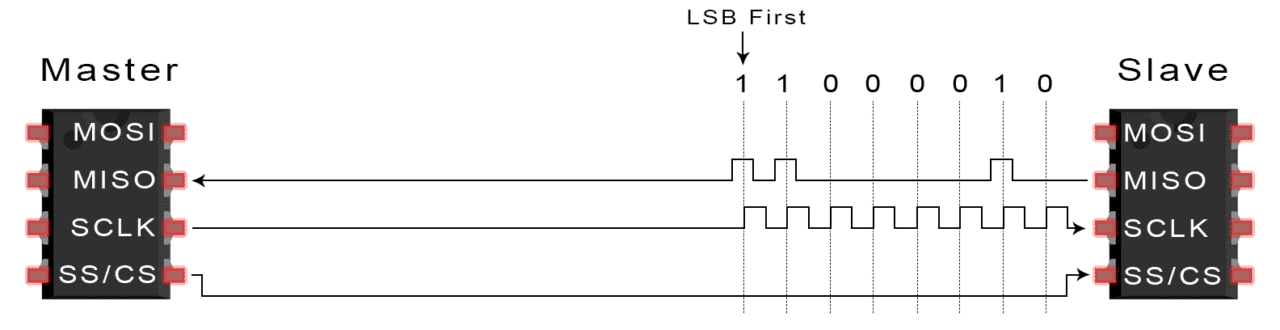 LSB First
Master
1 1 0 0 0 0 1 0
Slave
MOSI
MISO
SCLK
SS/CS
MOSI
MISO
SCLK
SS/CS